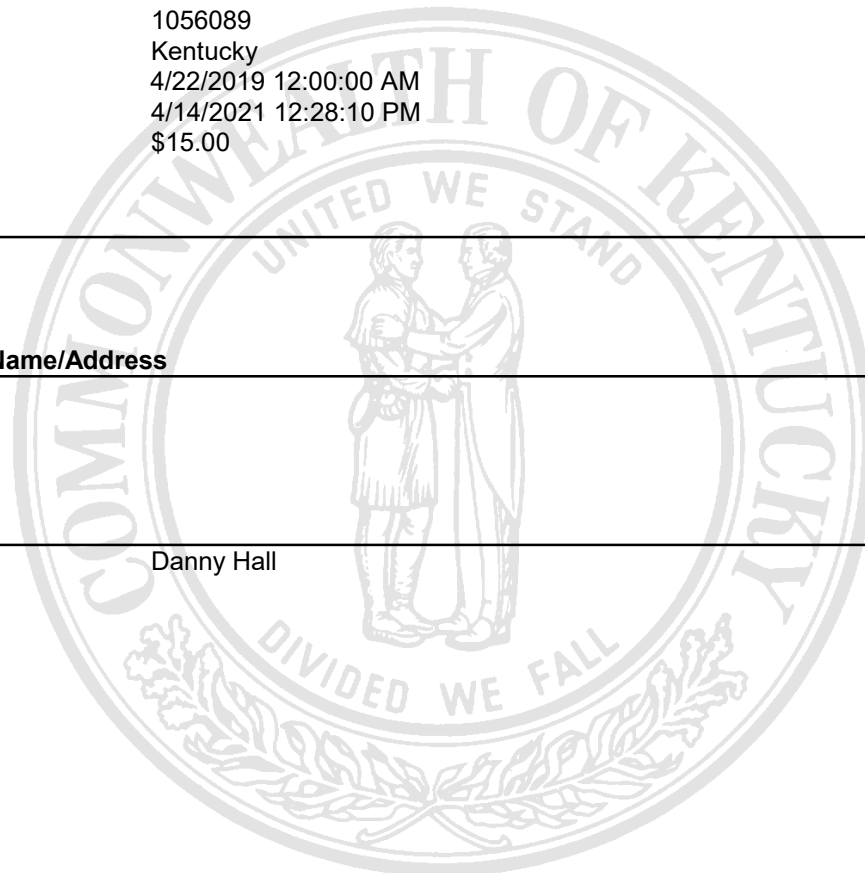 1056089
Kentucky
4/22/2019 12:00:00 AM
4/14/2021 12:28:10 PM
$15.00
COMMONWEALTH OF KENTUCKY
UNITED WE STAND
Name/Address
Danny Hall
DIVIDED WE FALL